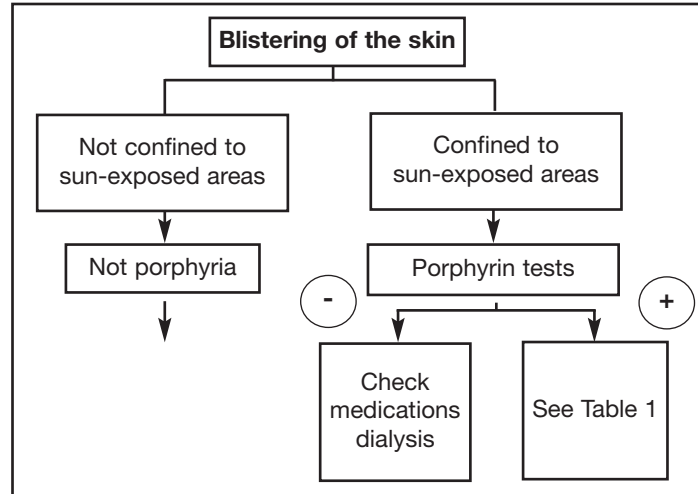 Blistering of the skin
Not confined to
sun-exposed areas
Confined to
sun-exposed areas
Not porphyria
Porphyrin tests
-
+
Check
medications
dialysis
See Table 1